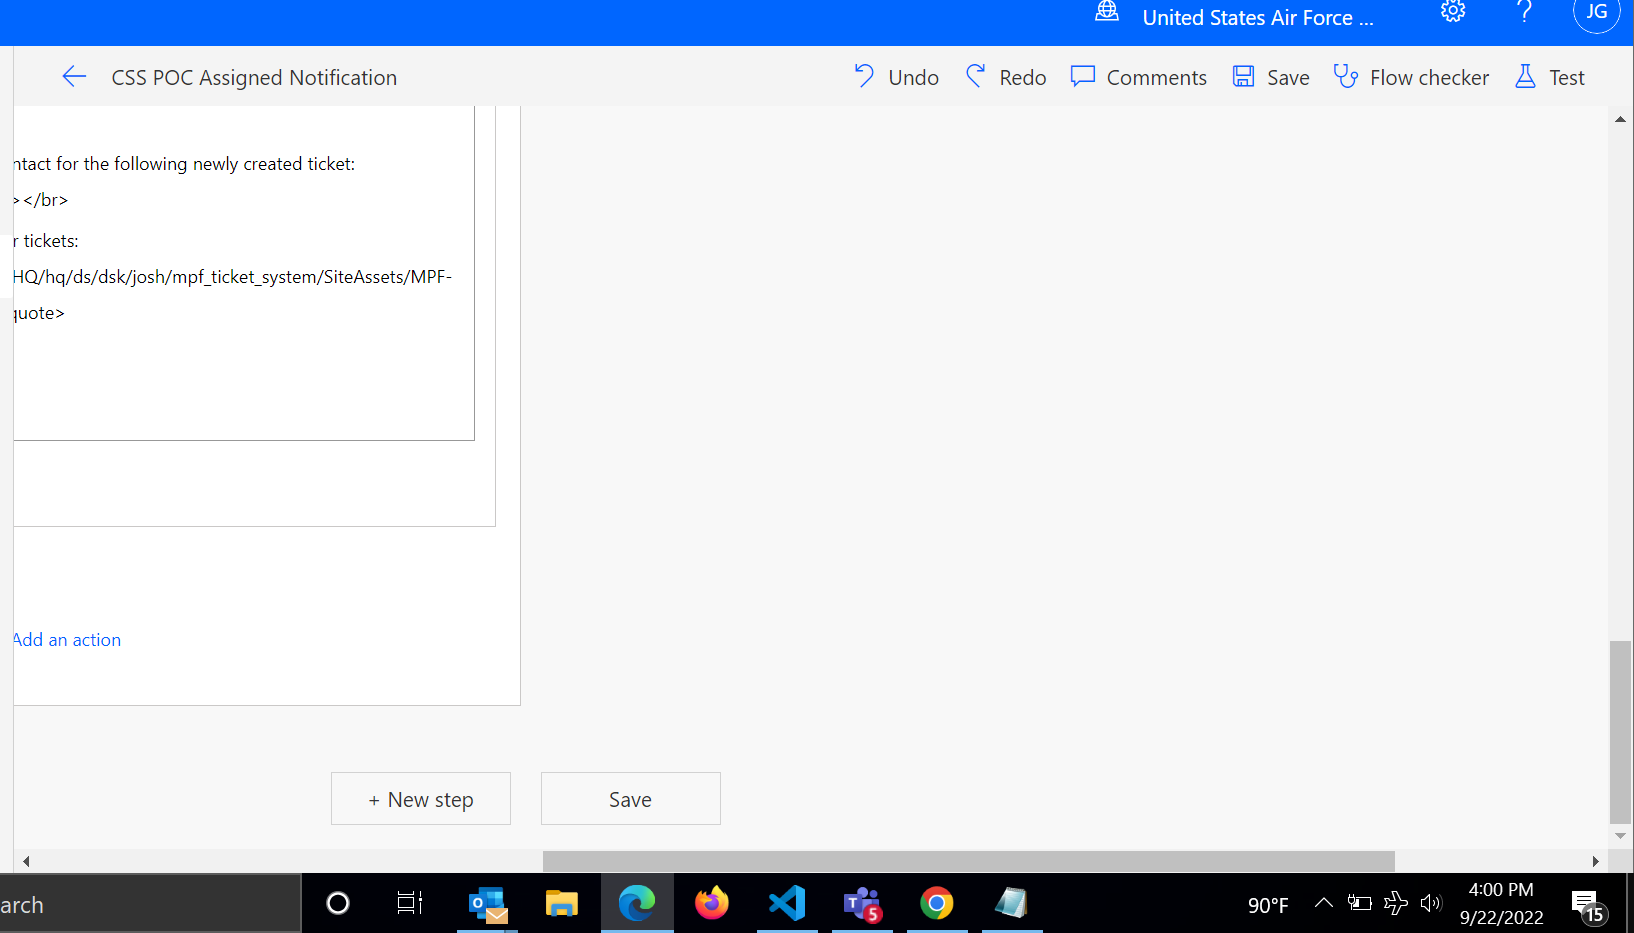 United States Air Force ...
?
JG
CSS POC Assigned Notification
Undo
Redo
Comments
Save
Flow checker
Test
ntact for the following newly created ticket:
></br>
r tickets:
HQ/hq/ds/dsk/josh/mpf_ticket_system/SiteAssets/MPF-
quote>
Add an action
+ New step
Save
arch
T
5
90°F
4:00 PM
9/22/2022
15